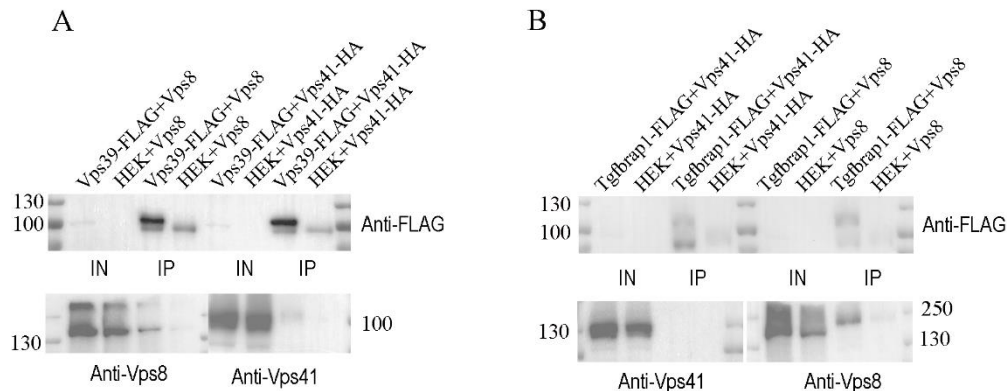 A
Vps39-FLAG+Vps8
HEK+Vps8
Vps39-FLAG+Vps8
HEK+Vps8
Vps39-FLAG+Vps41-HA
HEK+Vps41-HA
Vps39-FLAG+Vps41-HA
HEK+Vps41-HA
130
100
Anti-FLAG
IN IP IN IP
130
100
Anti-Vps8 Anti-Vps41
B
Tgfbrap1-FLAG+Vps41-HA
HEK+Vps41-HA
Tgfbrap1-FLAG+Vps41-HA
HEK+Vps41-HA
Tgfbrap1-FLAG+Vps8
HEK+Vps8
Tgfbrap1-FLAG+Vps8
HEK+Vps8
130
100
Anti-FLAG
IN IP IN IP
130
250
130
Anti-Vps41 Anti-Vps8